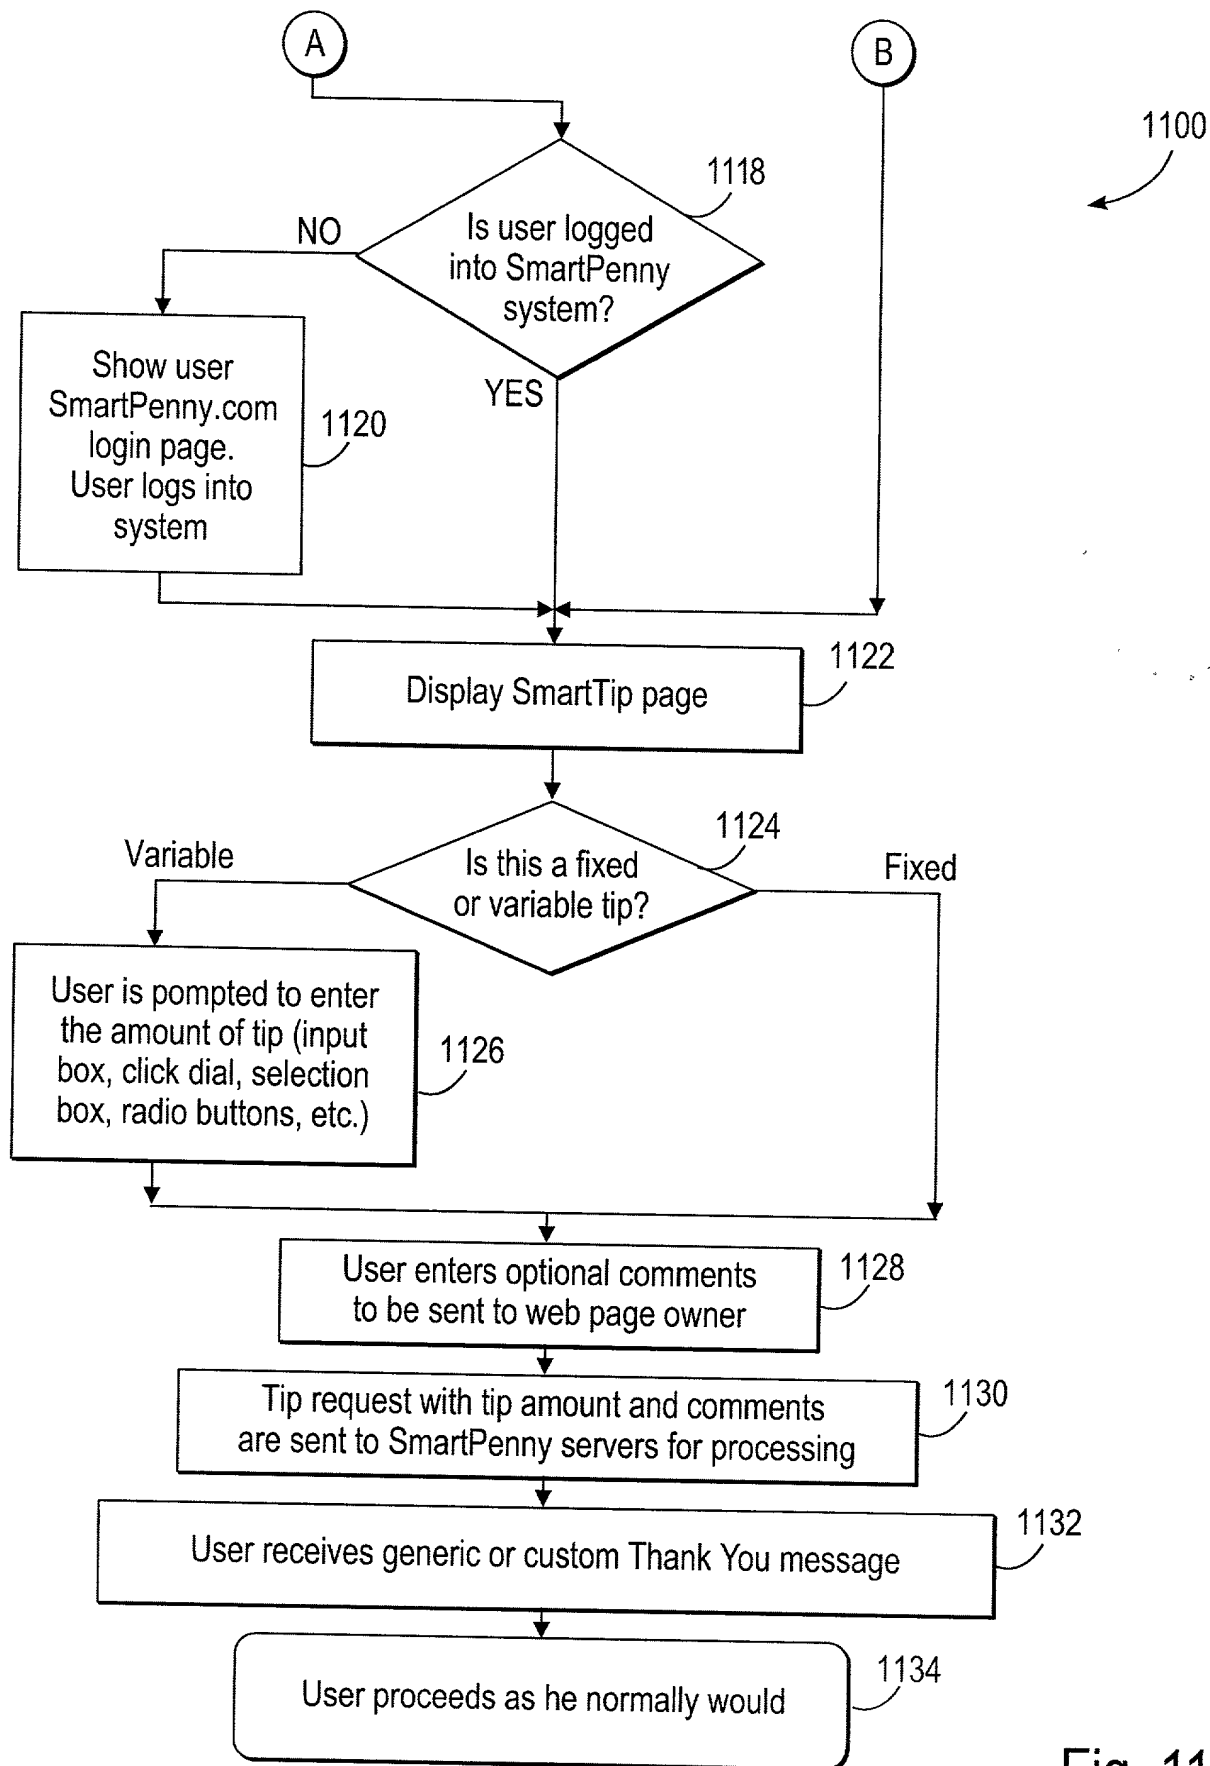 A
B
1100
1118
NO
Is user logged
into SmartPenny
system?
YES
Show user
SmartPenny.com
login page.
User logs into
system
1120
1122
Display SmartTip page
1124
Variable
Is this a fixed
or variable tip?
Fixed
User is pompted to enter
the amount of tip (input
box, click dial, selection
box, radio buttons, etc.)
1126
User enters optional comments
to be sent to web page owner
1128
Tip request with tip amount and comments
are sent to SmartPenny servers for processing
1130
1132
User receives generic or custom Thank You message
1134
User proceeds as he normally would
Fig. 11